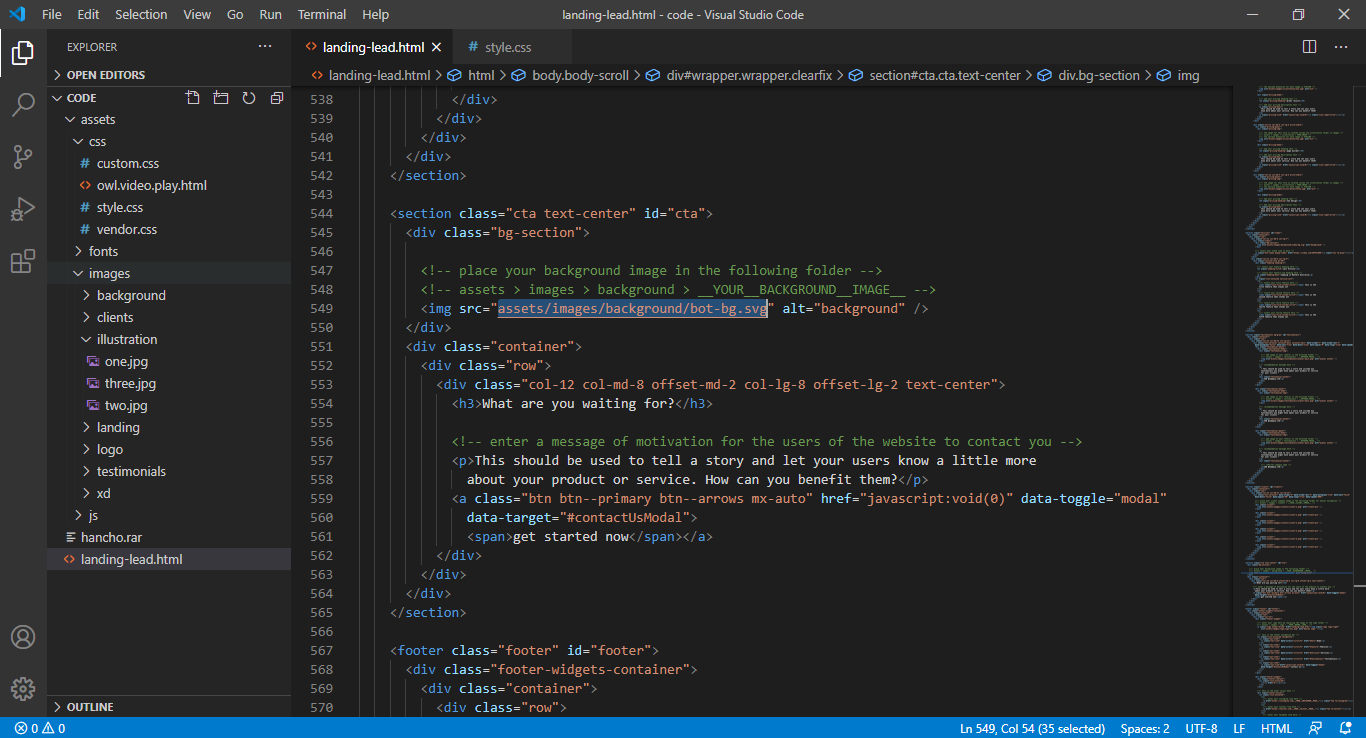 File Edit Selection View Go Run Terminal Help landing-lead.html - code - Visual Studio Code
EXPLORER
OPEN EDITORS
CODE
assets
css
# custom.css
<> owl.video.play.html
# style.css
# vendor.css
fonts
images
background
clients
illustration
one.jpg
three.jpg
two.jpg
landing
logo
testimonials
xd
js
hancho.rar
<> landing-lead.html
OUTLINE
<> landing-lead.html # style.css
<> landing-lead.html > html > body.body-scroll > div#wrapper.wrapper.clearfix > section#cta.cta.text-center > div.bg-section > img
538 </div>
539 </div>
540 </div>
541 </div>
542 </section>
543
544 <section class="cta text-center" id="cta">
545 <div class="bg-section">
546
547 <!-- place your background image in the following folder -->
548 <!-- assets > images > background > __YOUR__BACKGROUND__IMAGE__ -->
549 <img src="assets/images/background/bot-bg.svg" alt="background" />
550 </div>
551 <div class="container">
552 <div class="row">
553 <div class="col-12 col-md-8 offset-md-2 col-lg-8 offset-lg-2 text-center">
554 <h3>What are you waiting for?</h3>
555
556 <!-- enter a message of motivation for the users of the website to contact you -->
557 <p>This should be used to tell a story and let your users know a little more
558 about your product or service. How can you benefit them?</p>
559 <a class="btn btn--primary btn--arrows mx-auto" href="javascript:void(0)" data-toggle="modal"
560 data-target="#contactUsModal">
561 <span>get started now</span></a>
562 </div>
563 </div>
564 </div>
565 </section>
566
567 <footer class="footer" id="footer">
568 <div class="footer-widgets-container">
569 <div class="container">
570 <div class="row">
0 0 Ln 549, Col 54 (35 selected) Spaces: 2 UTF-8 LF HTML